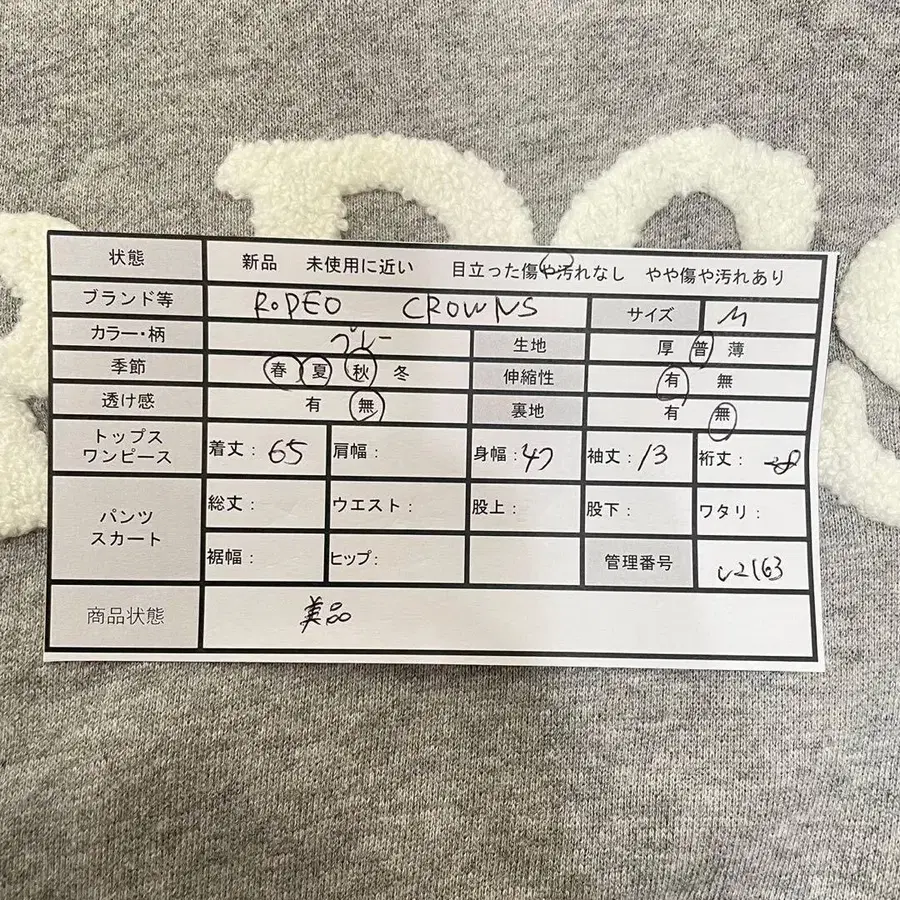 状態 新品 未使用に近い 目立った傷や汚れなし やや傷や汚れあり
ブランド等 RODEO CROWNS サイズ M
カラー・柄 グレー 生地 厚 普 薄
季節 春 夏 秋 冬 伸縮性 有 無
透け感 有 無 裏地 有 無
トップス
ワンピース 着丈: 65 肩幅: 身幅: 47 袖丈: 13 裄丈:
パンツ
スカート 総丈: ウエスト: 股上: 股下: ワタリ:
裾幅: ヒップ: 管理番号
商品状態 美品